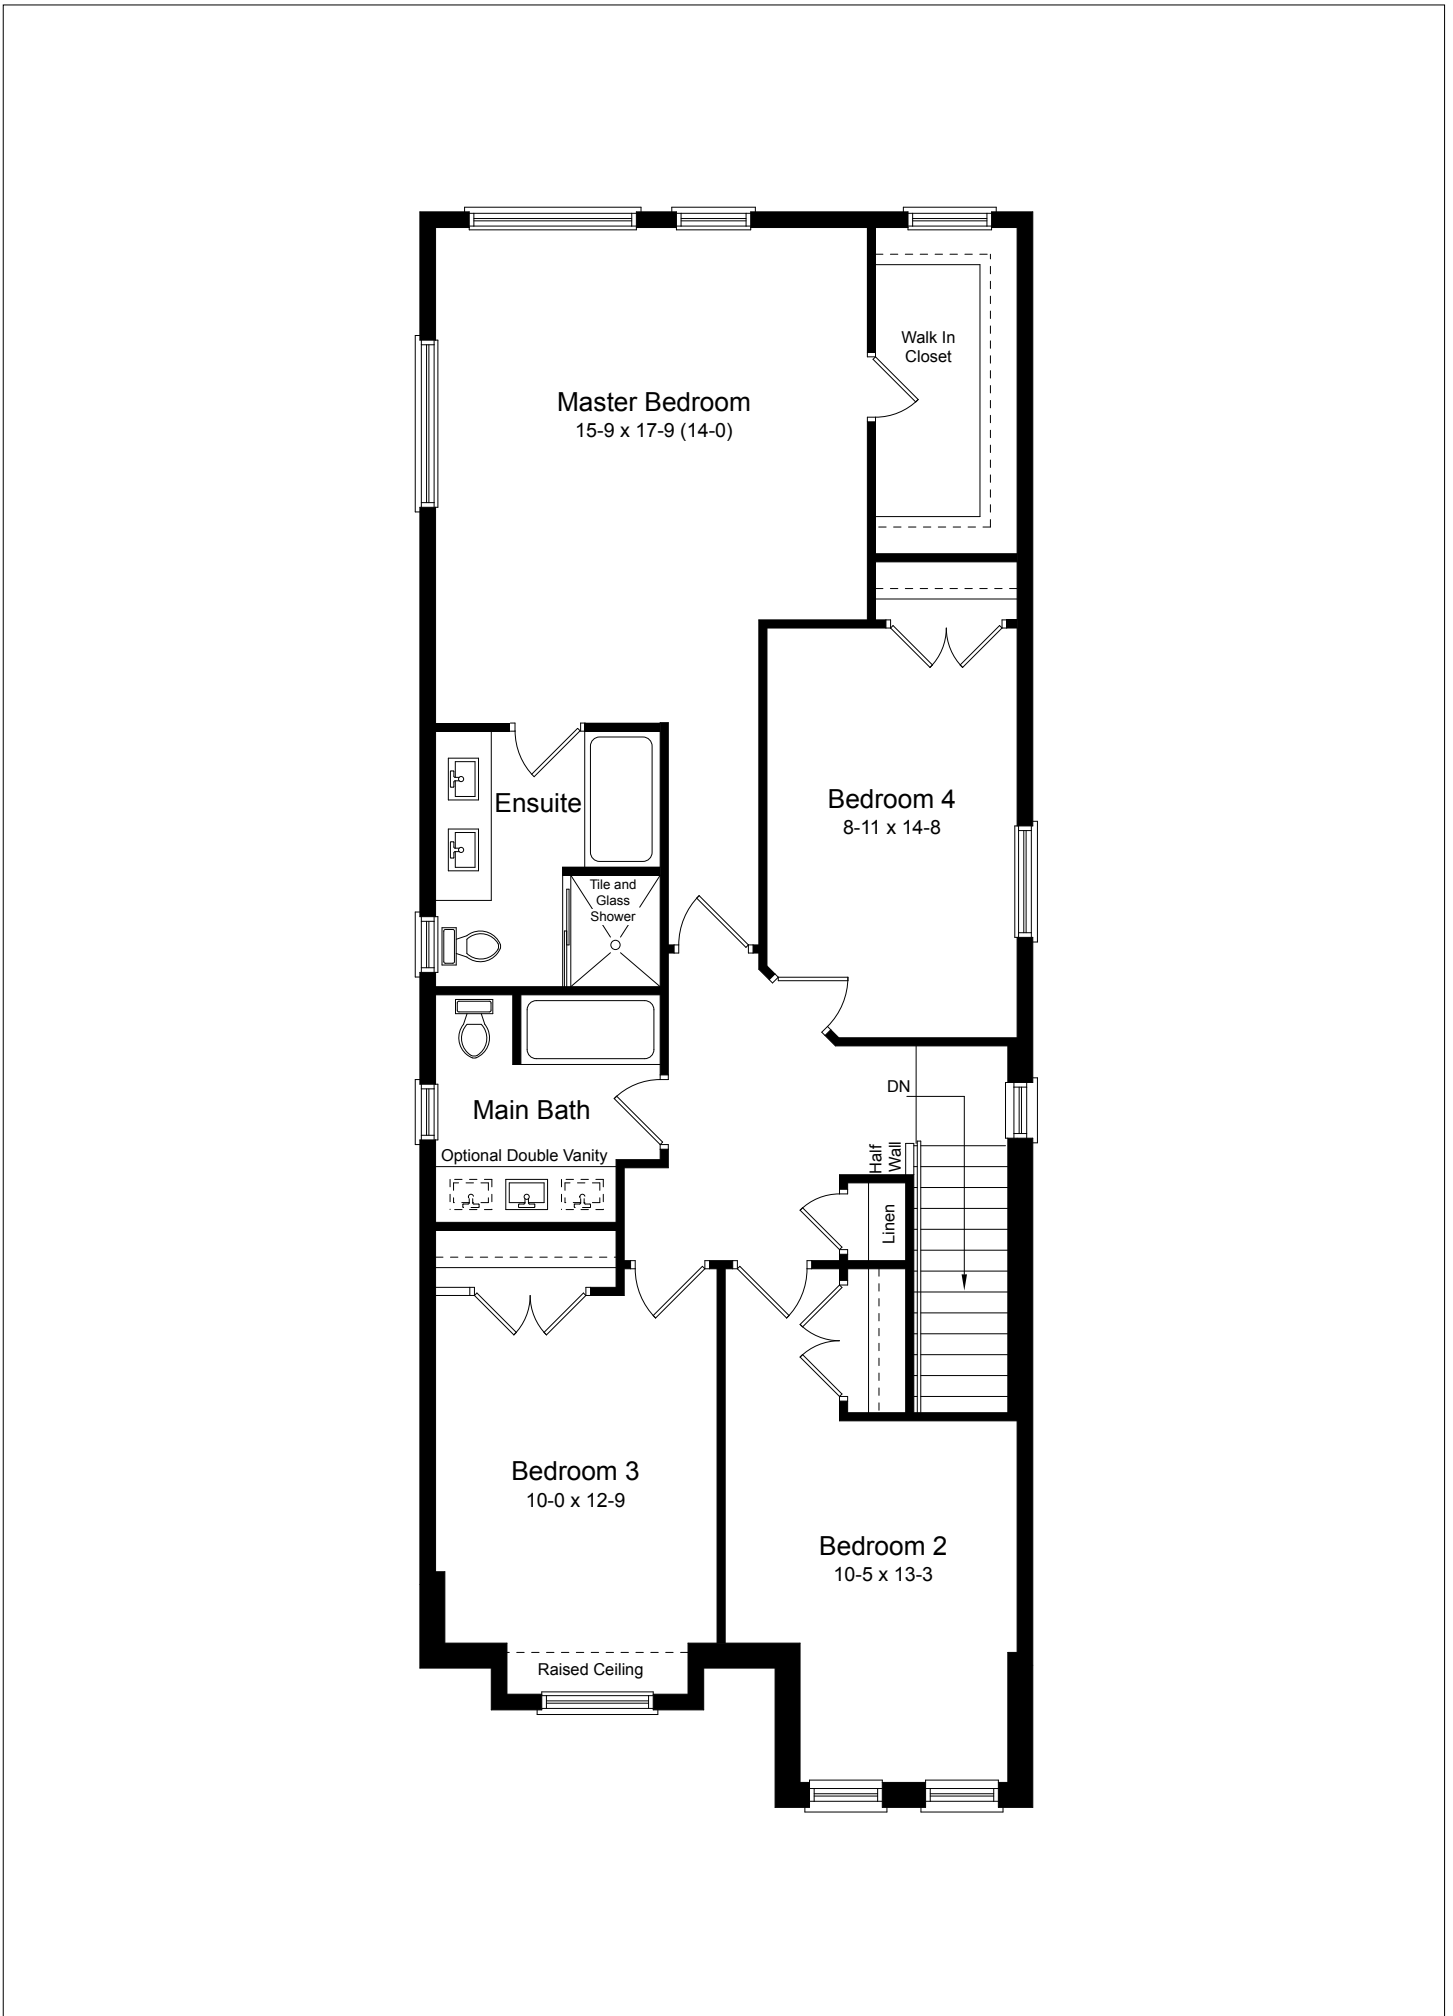 Walk In
Closet
Master Bedroom
15-9 x 17-9 (14-0)
Ensuite
Bedroom 4
8-11 x 14-8
Tile and
Glass
Shower
DN
Main Bath
Half
Wall
Optional Double Vanity
Linen
Bedroom 3
10-0 x 12-9
Bedroom 2
10-5 x 13-3
Raised Ceiling